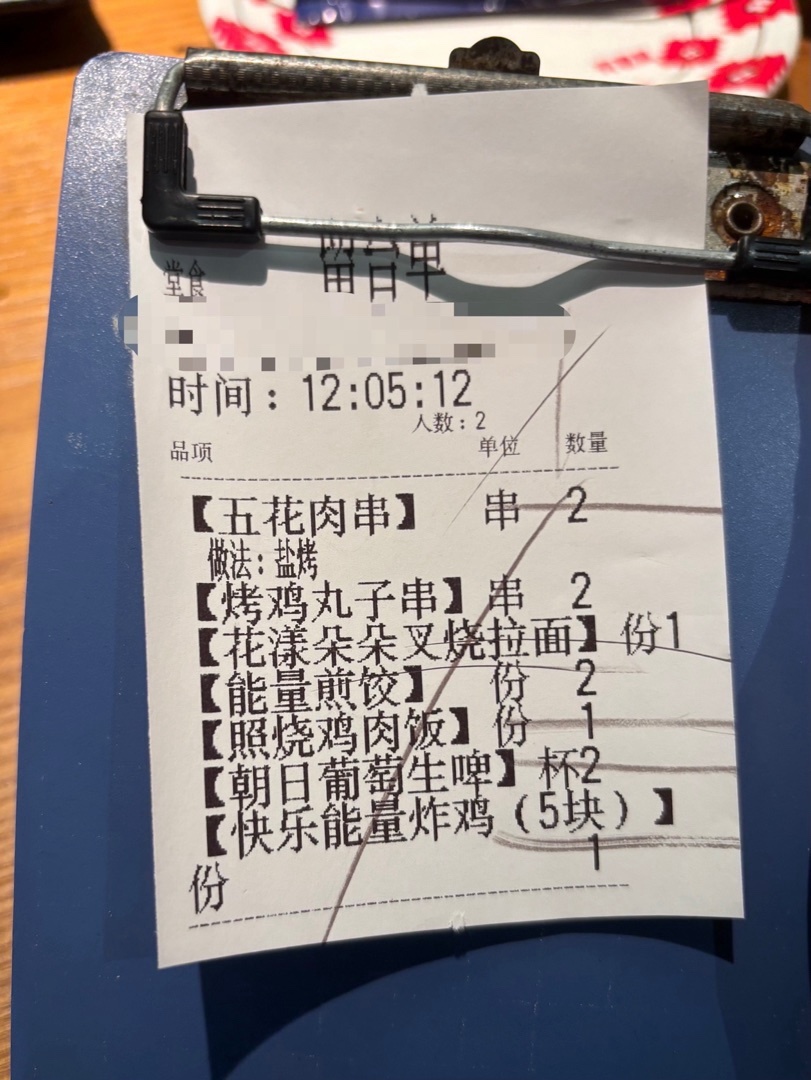 留台单
堂食
时间：12:05:12
人数：2
品项 单位 数量
【五花肉串】 串 2
做法：盐烤
【烤鸡丸子串】 串 2
【花漾朵朵叉烧拉面】 份1
【能量煎饺】 份 2
【照烧鸡肉饭】 份 1
【朝日葡萄生啤】 杯2
【快乐能量炸鸡（5块）】
1
份